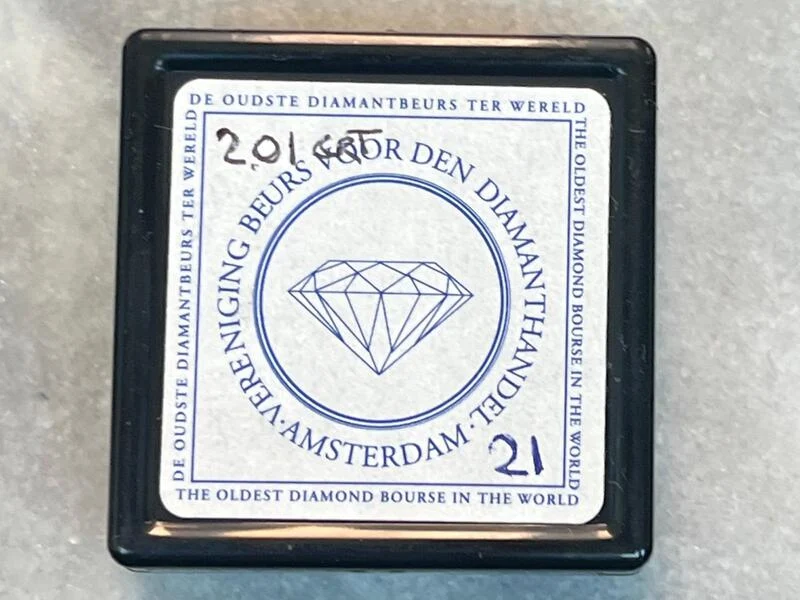 DE OUDSTE DIAMANTBEURS TER WERELD
THE OLDEST DIAMOND BOURSE IN THE WORLD
DE OUDSTE DIAMANTBEURS TER WERELD
2.01 CRT
VERENIGING BEURS VOOR DEN DIAMANTHANDEL
·AMSTERDAM·
21
THE OLDEST DIAMOND BOURSE IN THE WORLD